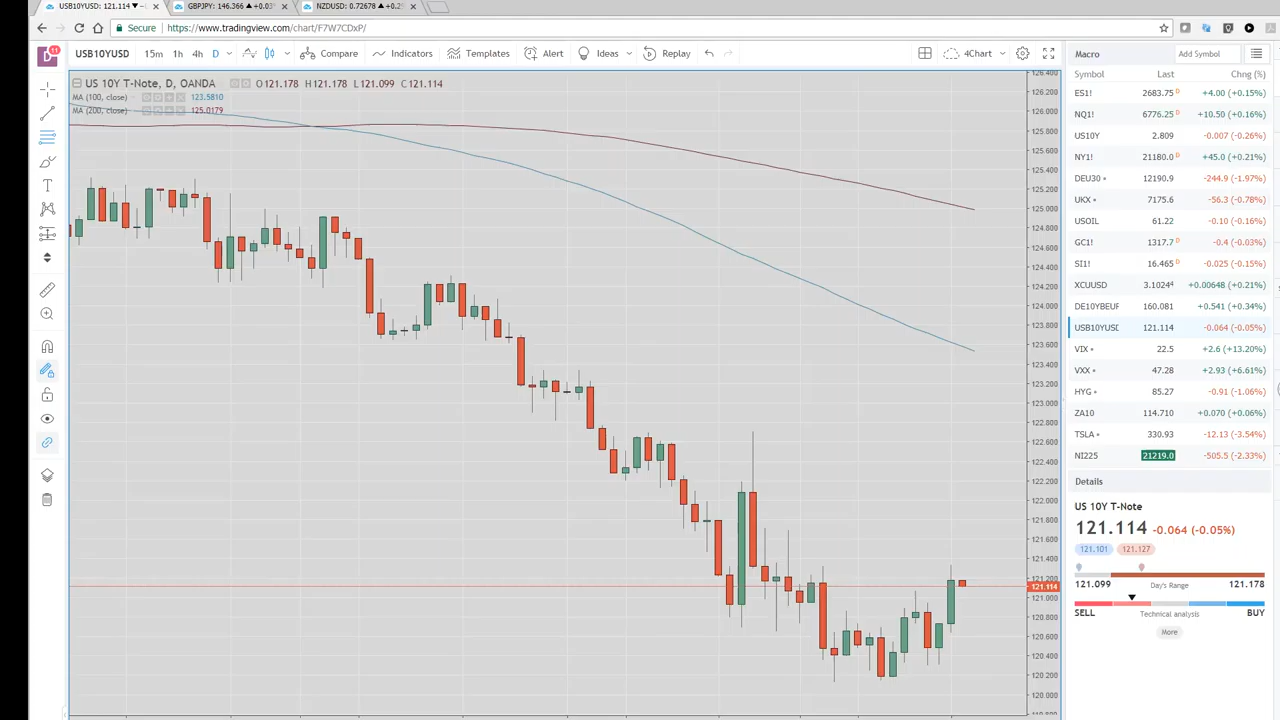 USB10YUSD: 121.114 ▼ −
GBPJPY: 146.366 ▲ +0.0
NZDUSD: 0.72678 ▲ +0.2
Secure
https://www.tradingview.com/chart/F7W7CDxP/
11
USB10YUSD 15m 1h 4h D Compare Indicators Templates Alert Ideas Replay 4Chart
US 10Y T-Note, D, OANDA O121.178 H121.178 L121.099 C121.114
MA (100, close) 123.5810
MA (200, close) 125.0179
126.400
126.200
126.000
125.800
125.600
125.400
125.200
125.000
124.800
124.600
124.400
124.200
124.000
123.800
123.600
123.400
123.200
123.000
122.800
122.600
122.400
122.200
122.000
121.800
121.600
121.400
121.200
121.114
121.000
120.800
120.600
120.400
120.200
120.000
119.800
Macro Add Symbol
Symbol Last Chng (%)
ES1! 2683.75 D +4.00 (+0.15%)
NQ1! 6776.25 D +10.50 (+0.16%)
US10Y 2.809 -0.007 (-0.26%)
NY1! 21180.0 D +45.0 (+0.21%)
DEU30 12190.9 -244.9 (-1.97%)
UKX 7175.6 -56.3 (-0.78%)
USOIL 61.22 -0.10 (-0.16%)
GC1! 1317.7 D -0.4 (-0.03%)
SI1! 16.465 D -0.025 (-0.15%)
XCUUSD 3.1024⁴ +0.00648 (+0.21%)
DE10YBEUF 160.081 +0.541 (+0.34%)
USB10YUSD 121.114 -0.064 (-0.05%)
VIX 22.5 +2.6 (+13.20%)
VXX 47.28 +2.93 (+6.61%)
HYG 85.27 -0.91 (-1.06%)
ZA10 114.710 +0.070 (+0.06%)
TSLA 330.93 -12.13 (-3.54%)
NI225 21219.0 -505.5 (-2.33%)
Details
US 10Y T-Note
121.114 -0.064 (-0.05%)
121.101 121.127
121.099 Day's Range 121.178
SELL Technical analysis BUY
More